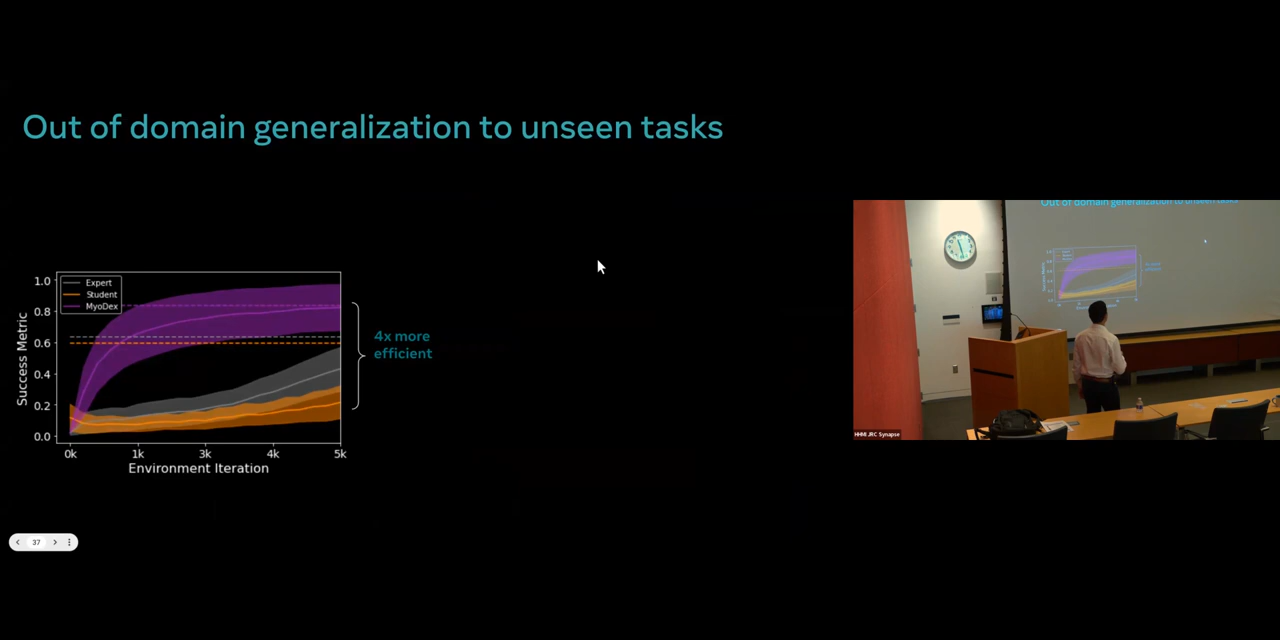 Out of domain generalization to unseen tasks
1.0
0.8
0.6
0.4
0.2
0.0
Success Metric
Expert
Student
MyoDex
4x more
efficient
0k
1k
3k
4k
5k
Environment Iteration
37
Out of domain generalization to unseen tasks
HHMI JRC Synapse